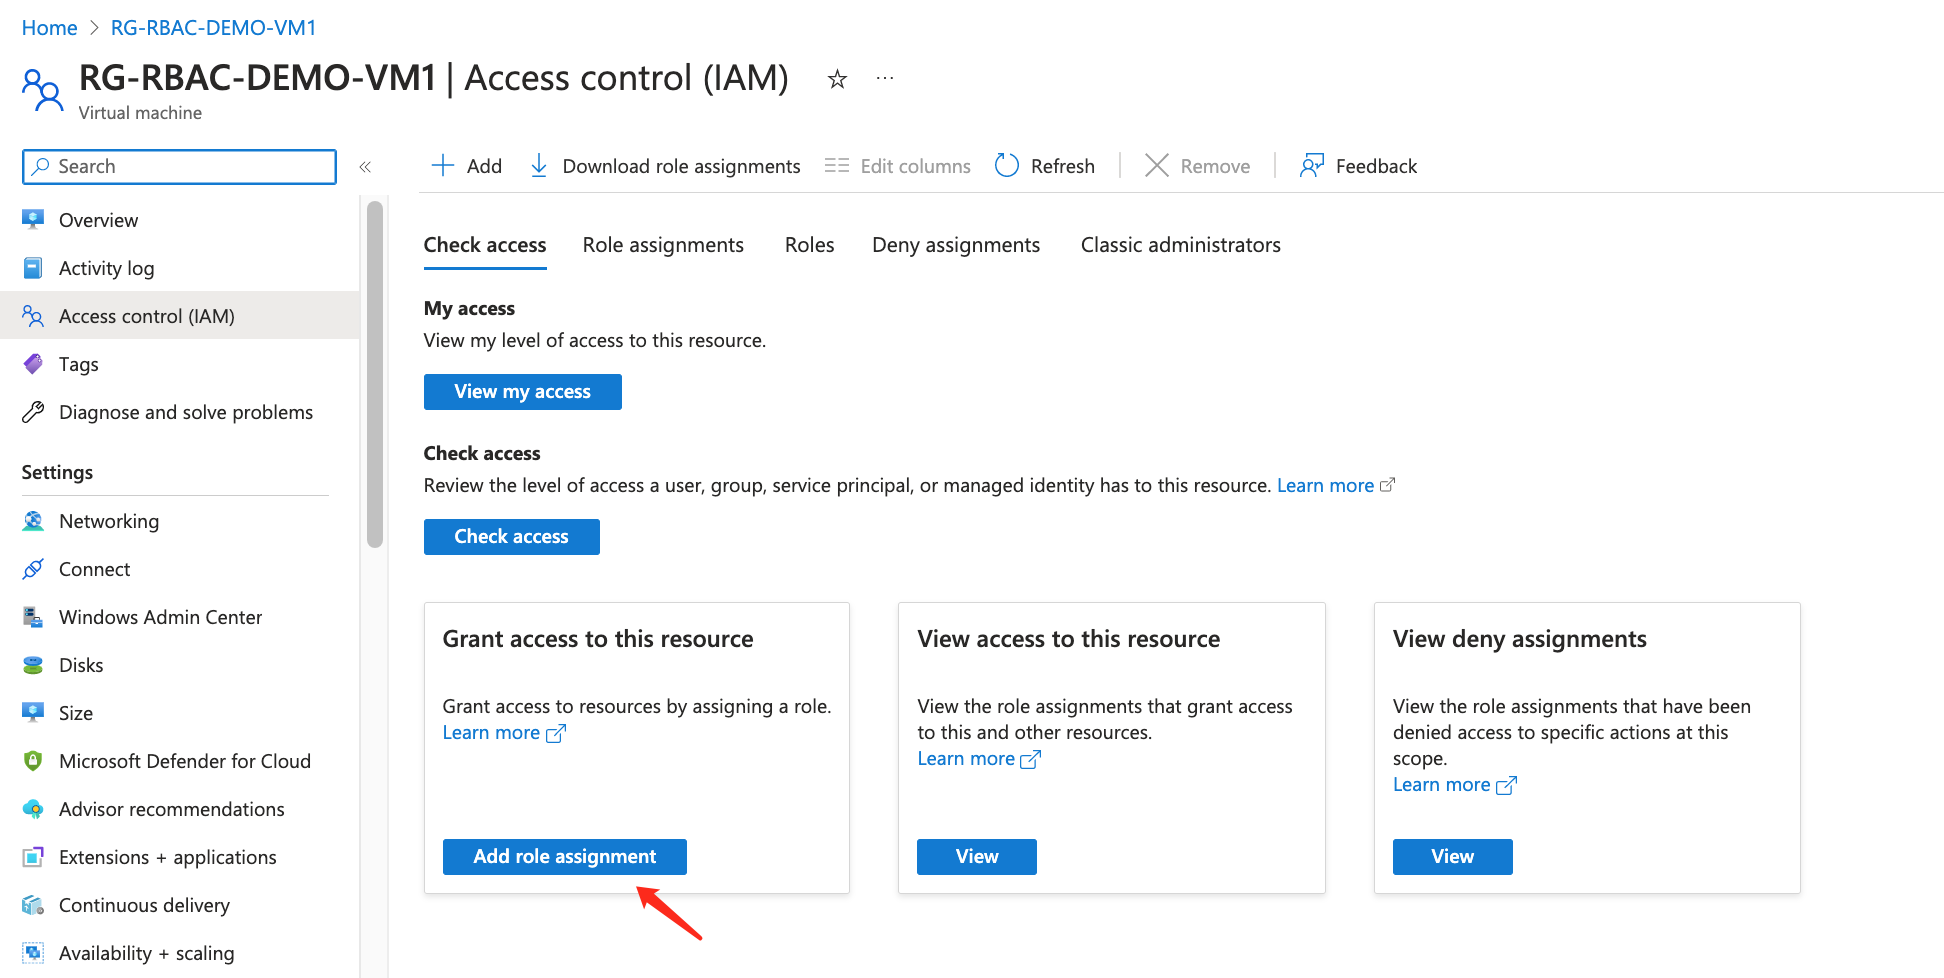 Home > RG-RBAC-DEMO-VM1
RG-RBAC-DEMO-VM1 | Access control (IAM) ☆ ...
Virtual machine
Search «
Overview
Activity log
Access control (IAM)
Tags
Diagnose and solve problems
Settings
Networking
Connect
Windows Admin Center
Disks
Size
Microsoft Defender for Cloud
Advisor recommendations
Extensions + applications
Continuous delivery
Availability + scaling
Add Download role assignments Edit columns Refresh Remove Feedback
Check access Role assignments Roles Deny assignments Classic administrators
My access
View my level of access to this resource.
View my access
Check access
Review the level of access a user, group, service principal, or managed identity has to this resource. Learn more
Check access
Grant access to this resource
Grant access to resources by assigning a role.
Learn more
Add role assignment
View access to this resource
View the role assignments that grant access
to this and other resources.
Learn more
View
View deny assignments
View the role assignments that have been
denied access to specific actions at this
scope.
Learn more
View